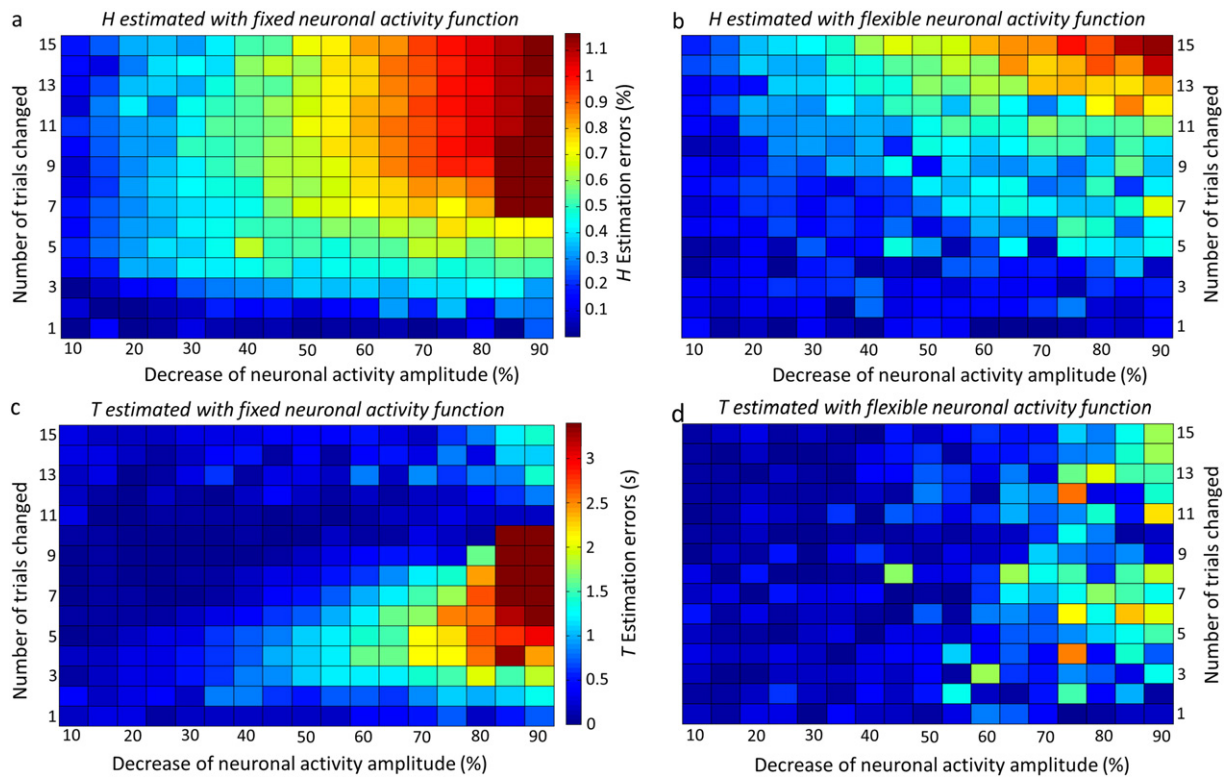 a
H estimated with fixed neuronal activity function
15
13
11
9
7
5
3
1
Number of trials changed
10 20 30 40 50 60 70 80 90
Decrease of neuronal activity amplitude (%)
1.1
1
0.9
0.8
0.7
0.6
0.5
0.4
0.3
0.2
0.1
H Estimation errors (%)
b
H estimated with flexible neuronal activity function
15
13
11
9
7
5
3
1
Number of trials changed
10 20 30 40 50 60 70 80 90
Decrease of neuronal activity amplitude (%)
c
T estimated with fixed neuronal activity function
15
13
11
9
7
5
3
1
Number of trials changed
10 20 30 40 50 60 70 80 90
Decrease of neuronal activity amplitude (%)
3
2.5
2
1.5
1
0.5
0
T Estimation errors (s)
d
T estimated with flexible neuronal activity function
15
13
11
9
7
5
3
1
Number of trials changed
10 20 30 40 50 60 70 80 90
Decrease of neuronal activity amplitude (%)